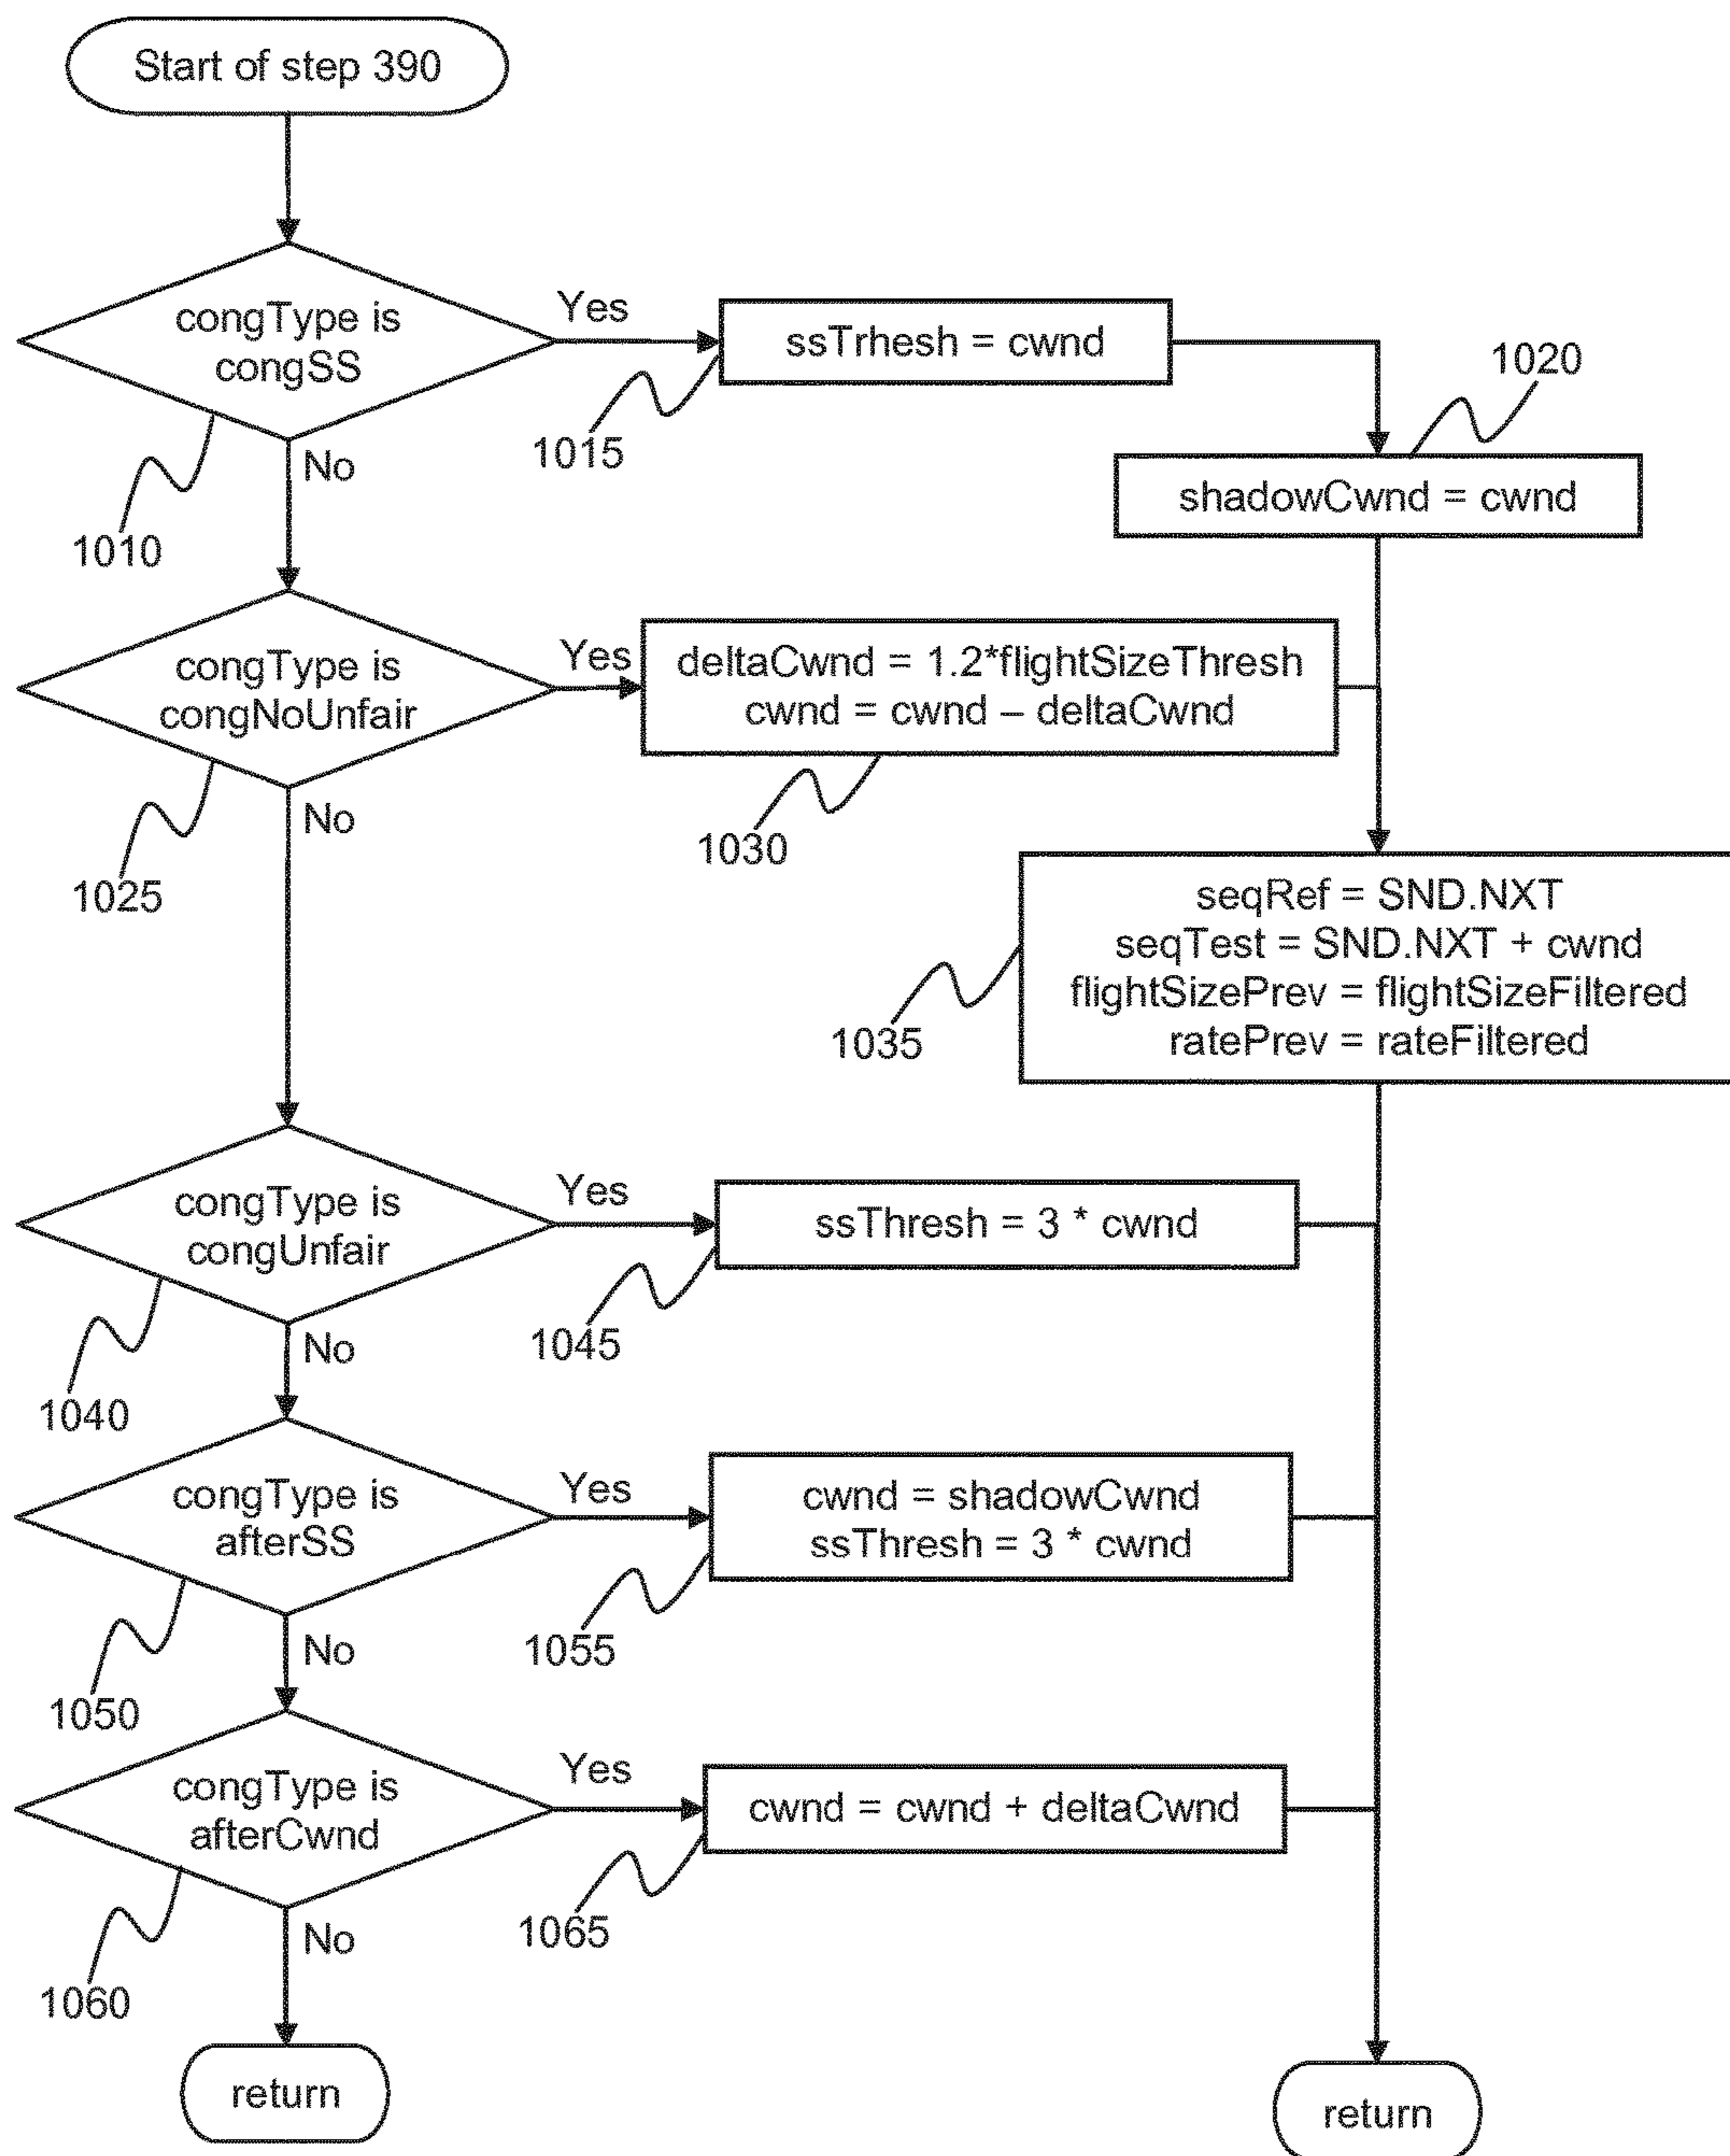 Start of step 390
congType is
congSS
Yes
ssTrhesh = cwnd
1020
1015
No
shadowCwnd = cwnd
1010
congType is
congNoUnfair
Yes
deltaCwnd = 1.2*flightSizeThresh
cwnd = cwnd – deltaCwnd
No
1030
1025
seqRef = SND.NXT
seqTest = SND.NXT + cwnd
flightSizePrev = flightSizeFiltered
ratePrev = rateFiltered
1035
congType is
congUnfair
Yes
ssThresh = 3 * cwnd
1045
No
1040
congType is
afterSS
Yes
cwnd = shadowCwnd
ssThresh = 3 * cwnd
1055
No
1050
congType is
afterCwnd
Yes
cwnd = cwnd + deltaCwnd
1065
No
1060
return
return